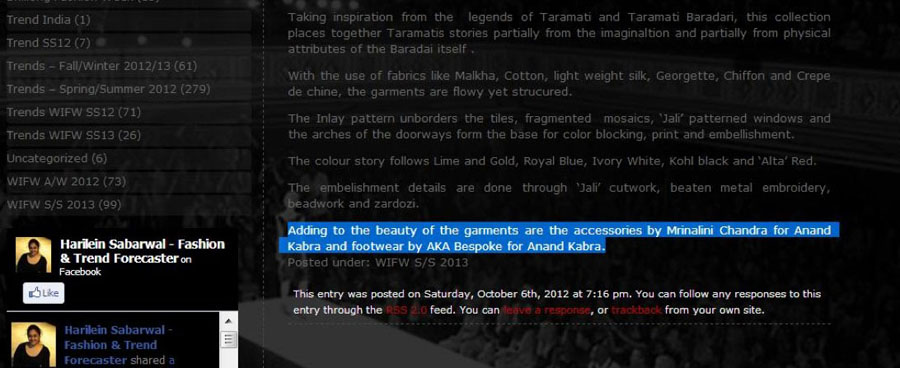 Trend India (1)
Trend SS12 (7)
Trends – Fall/Winter 2012/13 (61)
Trends – Spring/Summer 2012 (279)
Trends WIFW SS12 (71)
Trends WIFW SS13 (26)
Uncategorized (6)
WIFW A/W 2012 (73)
WIFW S/S 2013 (99)
Harilein Sabarwal - Fashion
& Trend Forecaster on
Facebook
Like
Harilein Sabarwal -
Fashion & Trend
Forecaster shared a
Taking inspiration from the legends of Taramati and Taramati Baradari, this collection
places together Taramatis stories partially from the imaginaltion and partially from physical
attributes of the Baradai itself .
With the use of fabrics like Malkha, Cotton, light weight silk, Georgette, Chiffon and Crepe
de chine, the garments are flowy yet strucured.
The Inlay pattern unborders the tiles, fragmented mosaics, ‘Jali’ patterned windows and
the arches of the doorways form the base for color blocking, print and embellishment.
The colour story follows Lime and Gold, Royal Blue, Ivory White, Kohl black and ‘Alta’ Red.
The embelishment details are done through ‘Jali’ cutwork, beaten metal embroidery,
beadwork and zardozi.
Adding to the beauty of the garments are the accessories by Mrinalini Chandra for Anand
Kabra and footwear by AKA Bespoke for Anand Kabra.
Posted under: WIFW S/S 2013
This entry was posted on Saturday, October 6th, 2012 at 7:16 pm. You can follow any responses to this
entry through the RSS 2.0 feed. You can leave a response, or trackback from your own site.